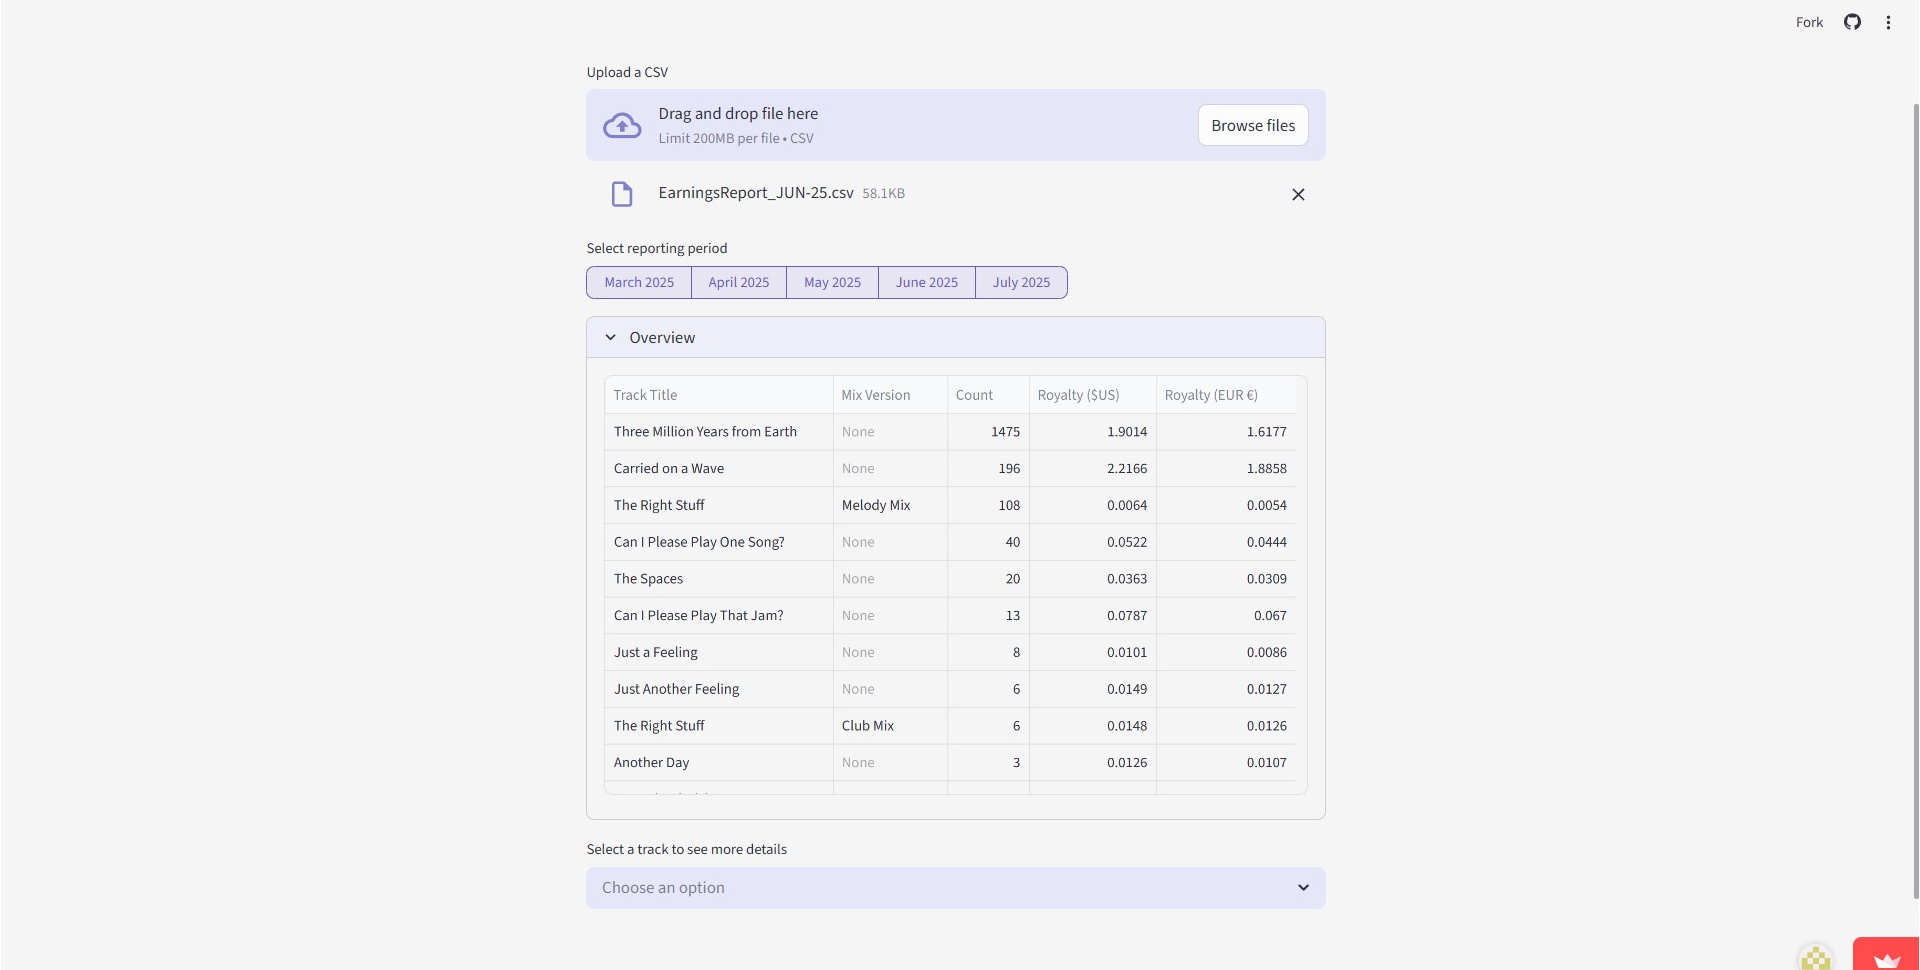 Fork
Upload a CSV
Drag and drop file here
Limit 200MB per file • CSV
Browse files
EarningsReport_JUN-25.csv 58.1KB
Select reporting period
March 2025 April 2025 May 2025 June 2025 July 2025
Overview
Track Title Mix Version Count Royalty ($US) Royalty (EUR €)
Three Million Years from Earth None 1475 1.9014 1.6177
Carried on a Wave None 196 2.2166 1.8858
The Right Stuff Melody Mix 108 0.0064 0.0054
Can I Please Play One Song? None 40 0.0522 0.0444
The Spaces None 20 0.0363 0.0309
Can I Please Play That Jam? None 13 0.0787 0.067
Just a Feeling None 8 0.0101 0.0086
Just Another Feeling None 6 0.0149 0.0127
The Right Stuff Club Mix 6 0.0148 0.0126
Another Day None 3 0.0126 0.0107
Select a track to see more details
Choose an option